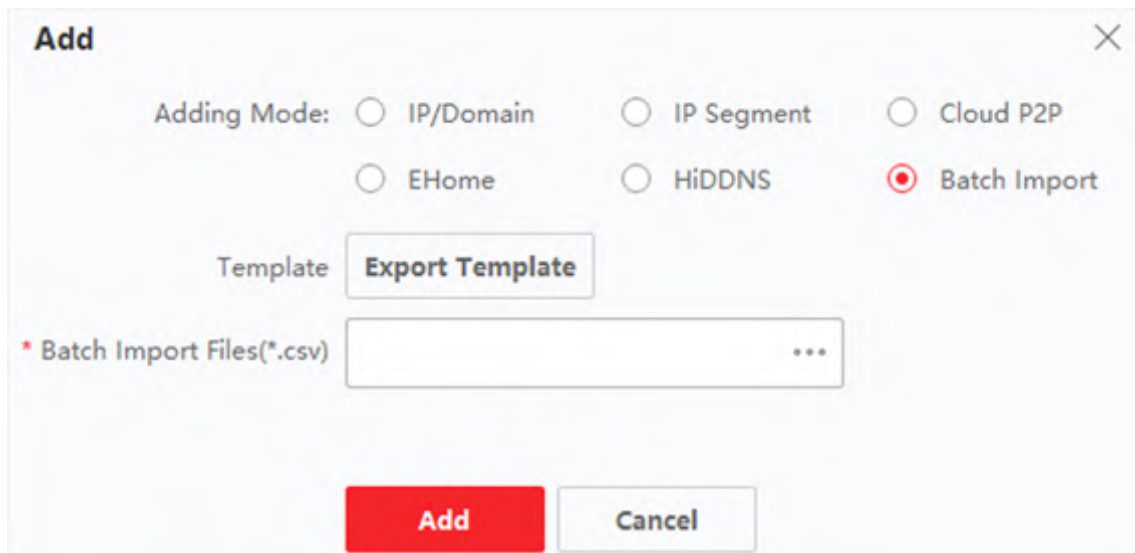 Add
Adding Mode: IP/Domain IP Segment Cloud P2P
EHome HiDDNS Batch Import
Template Export Template
* Batch Import Files(*.csv) ...
Add Cancel